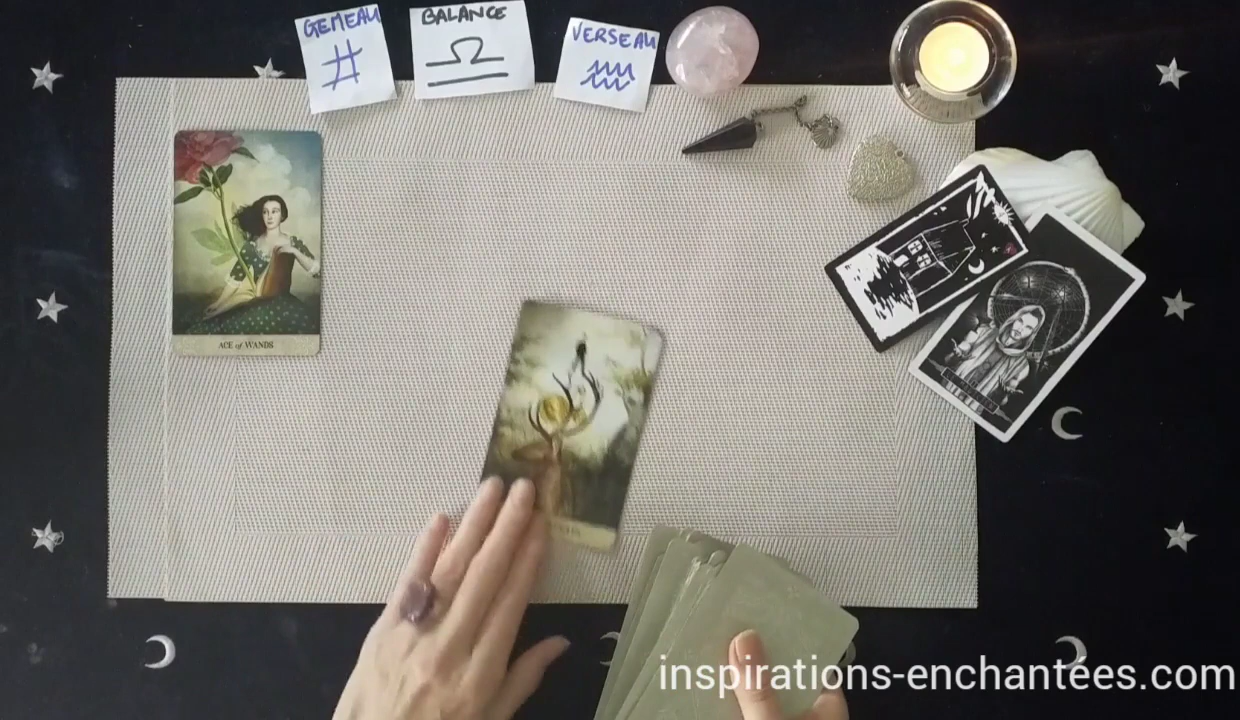 GEMEAU
BALANCE
VERSEAU
ACE of WANDS
inspirations-enchantées.com